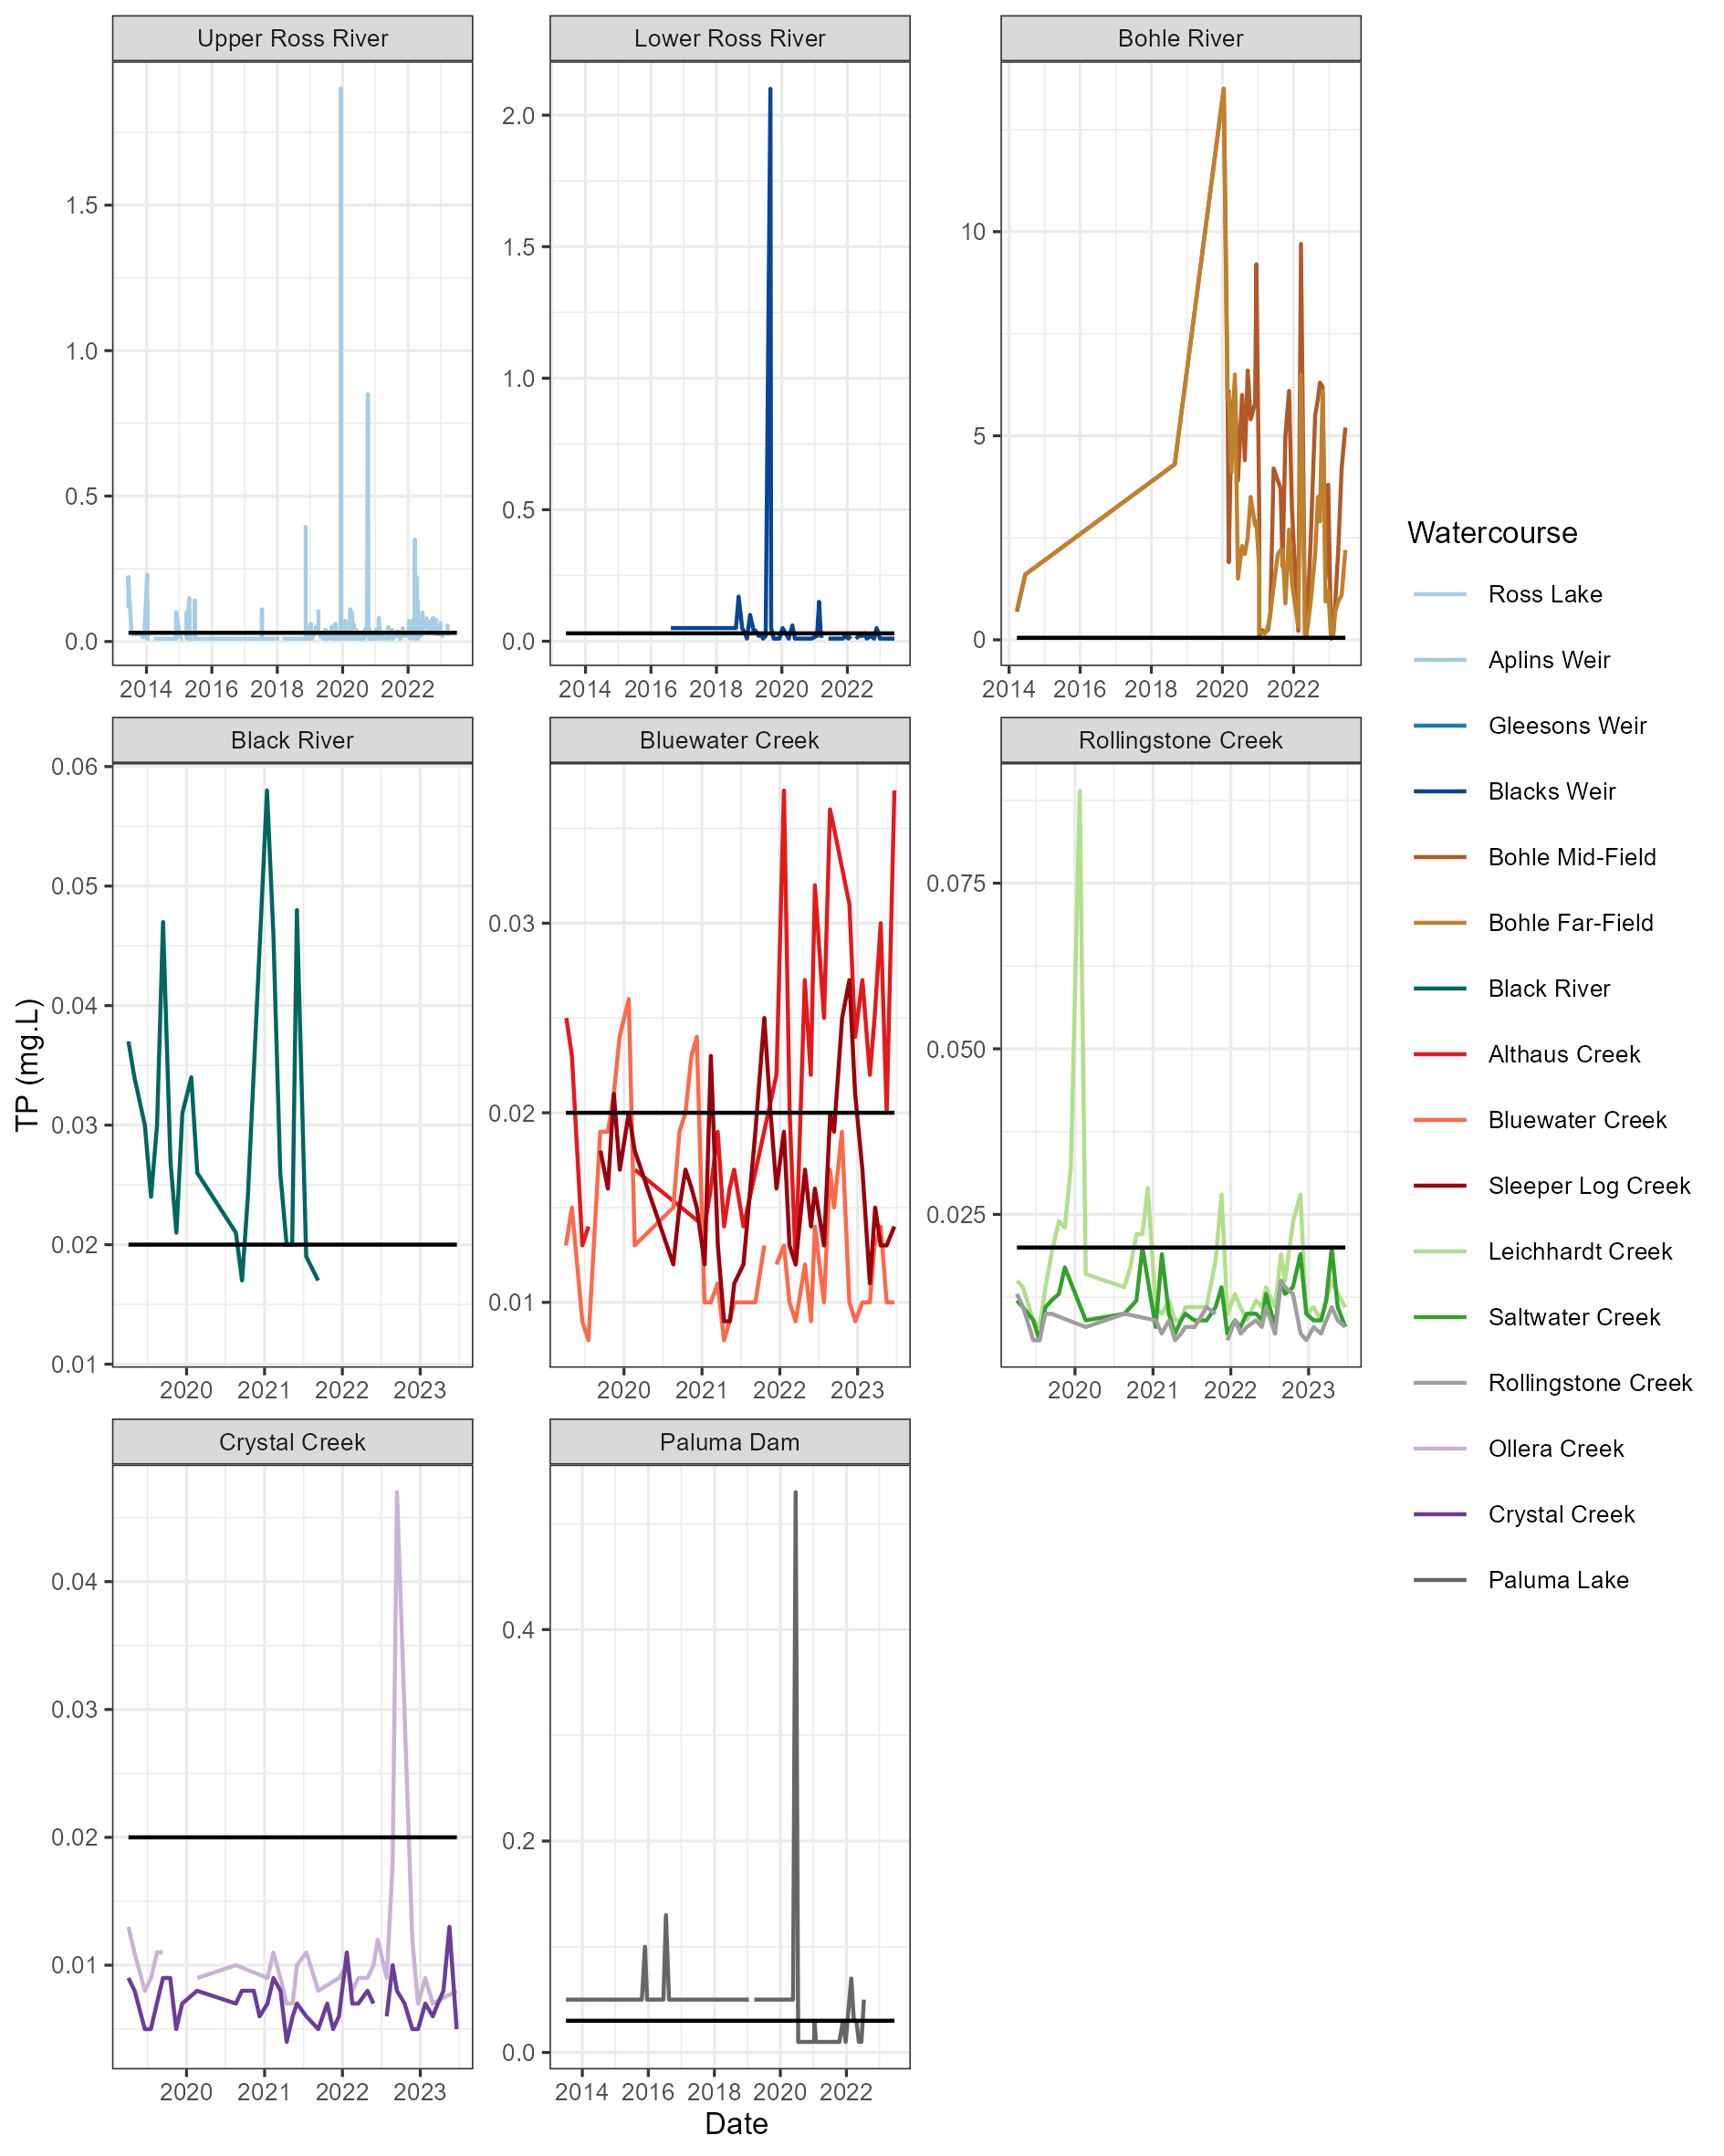 Upper Ross River
Lower Ross River
Bohle River
1.5
1.0
0.5
0.0
2014 2016 2018 2020 2022
2.0
1.5
1.0
0.5
0.0
2014 2016 2018 2020 2022
10
5
0
2014 2016 2018 2020 2022
Black River
Bluewater Creek
Rollingstone Creek
TP (mg.L)
0.06
0.05
0.04
0.03
0.02
0.01
2020 2021 2022 2023
0.03
0.02
0.01
2020 2021 2022 2023
0.075
0.050
0.025
2020 2021 2022 2023
Crystal Creek
Paluma Dam
0.04
0.03
0.02
0.01
2020 2021 2022 2023
0.4
0.2
0.0
2014 2016 2018 2020 2022
Date
Watercourse
Ross Lake
Aplins Weir
Gleesons Weir
Blacks Weir
Bohle Mid-Field
Bohle Far-Field
Black River
Althaus Creek
Bluewater Creek
Sleeper Log Creek
Leichhardt Creek
Saltwater Creek
Rollingstone Creek
Ollera Creek
Crystal Creek
Paluma Lake